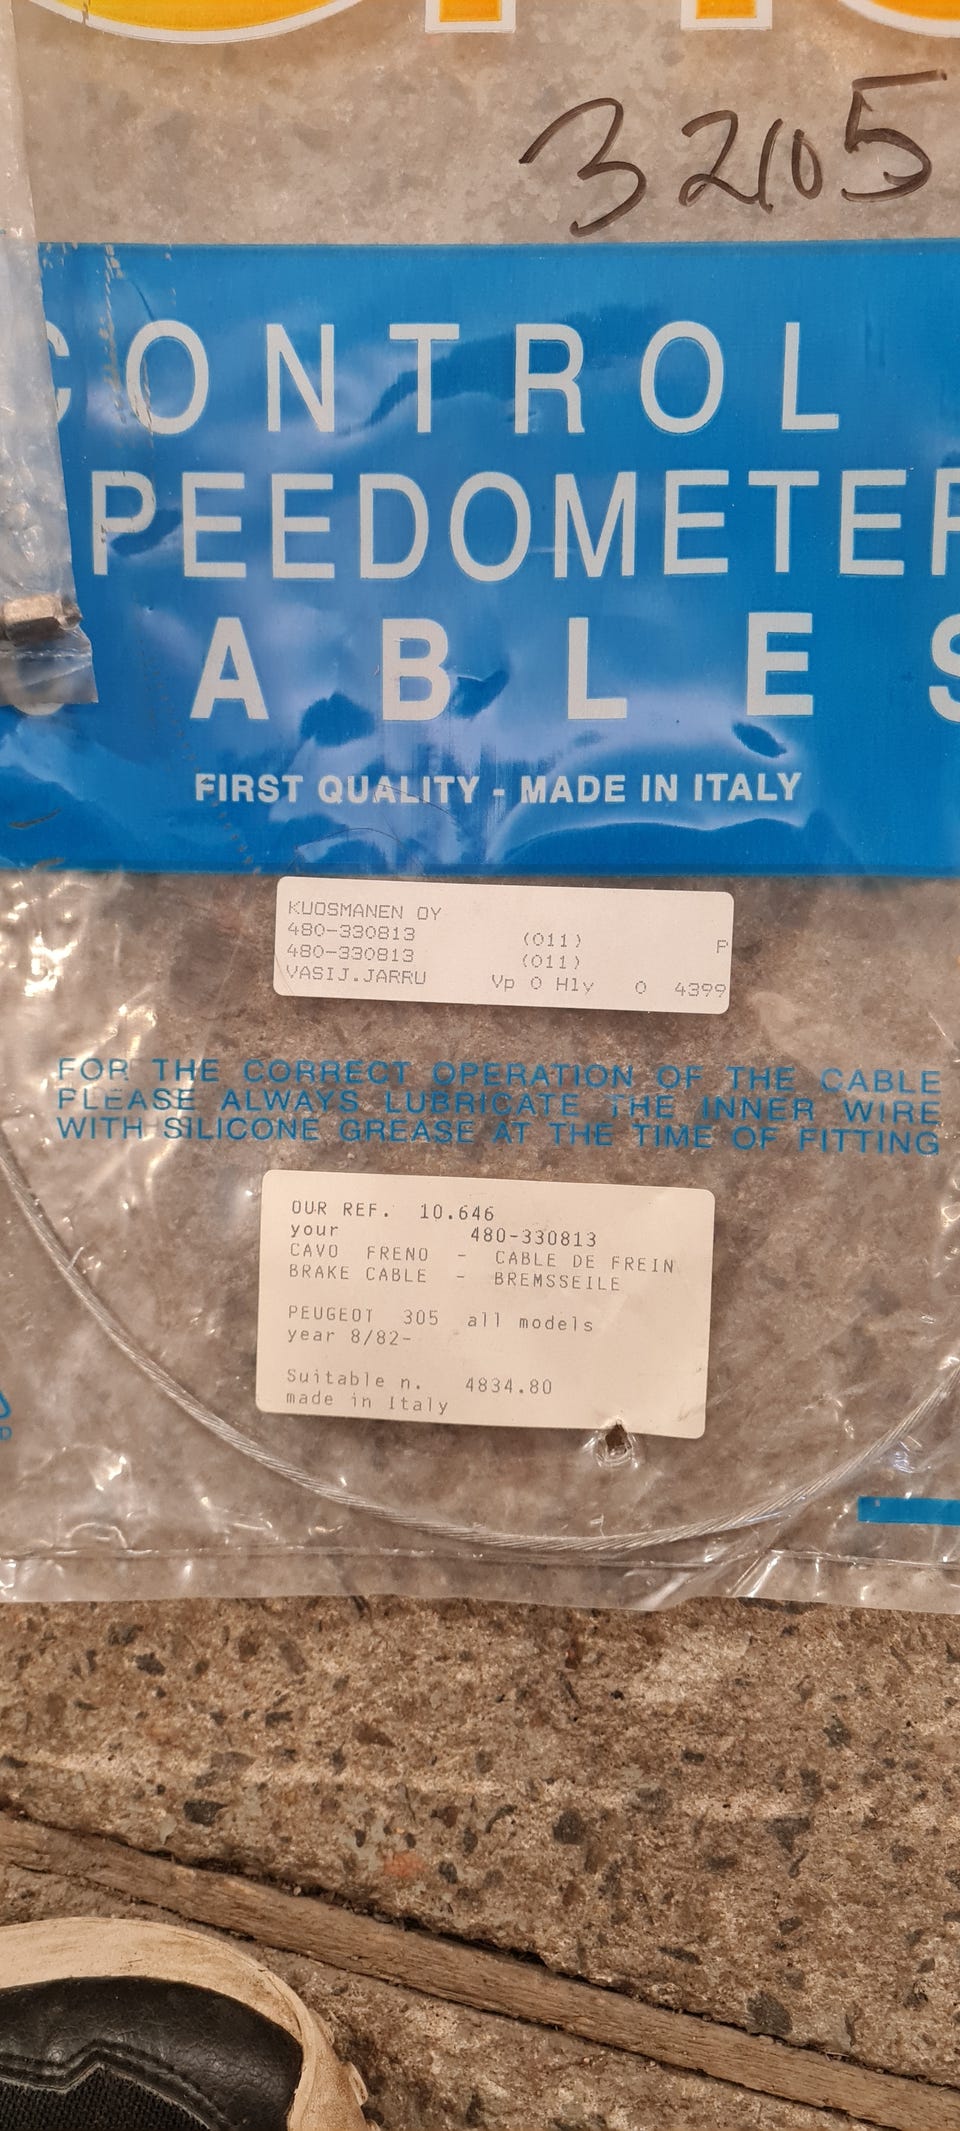 32105
CONTROL
PEEDOMETER
ABLES
FIRST QUALITY - MADE IN ITALY
KUOSMANEN OY
480-330813 (011) P
480-330813 (011)
VASIJ.JARRU Vp 0 Hly 0 4399
FOR THE CORRECT OPERATION OF THE CABLE
PLEASE ALWAYS LUBRICATE THE INNER WIRE
WITH SILICONE GREASE AT THE TIME OF FITTING
OUR REF. 10.646
your 480-330813
CAVO FRENO - CABLE DE FREIN
BRAKE CABLE - BREMSSEILE
PEUGEOT 305 all models
year 8/82-
Suitable n. 4834.80
made in Italy